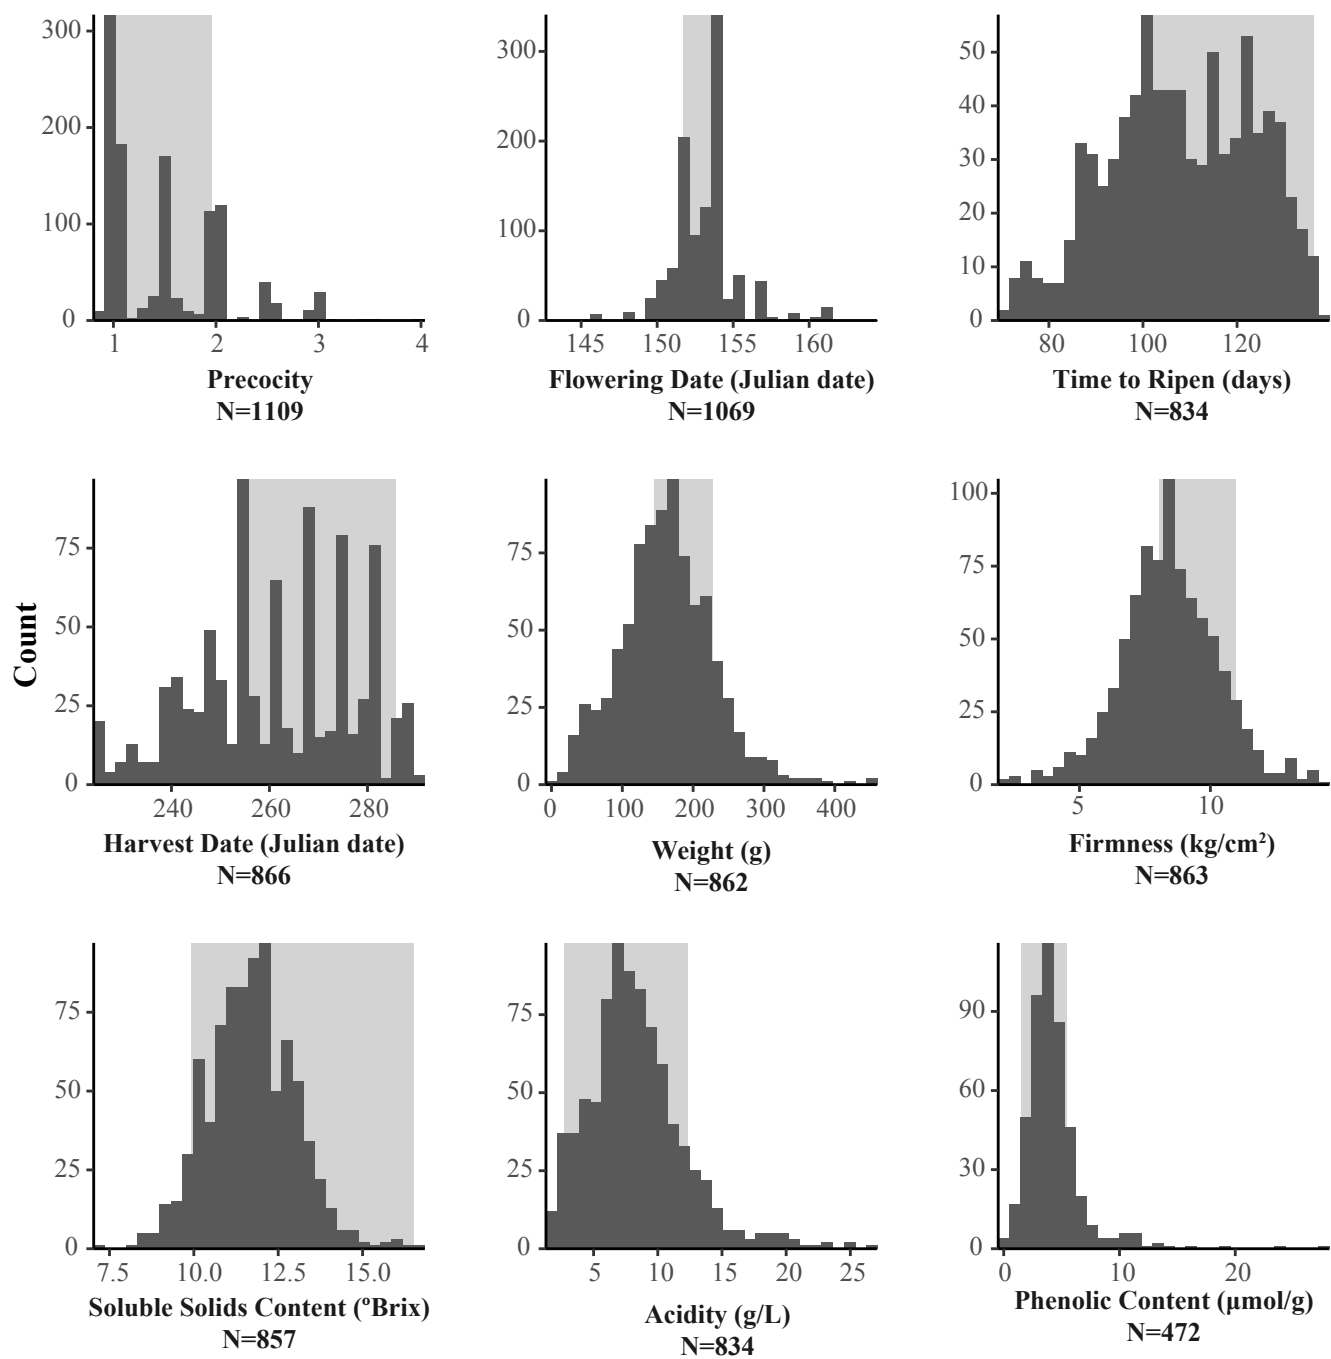 300
200
100
0
1 2 3 4
Precocity
N=1109
300
200
100
0
145 150 155 160
Flowering Date (Julian date)
N=1069
50
40
30
20
10
0
80 100 120
Time to Ripen (days)
N=834
Count
75
50
25
0
240 260 280
Harvest Date (Julian date)
N=866
75
50
25
0
0 100 200 300 400
Weight (g)
N=862
100
75
50
25
0
5 10
Firmness (kg/cm²)
N=863
75
50
25
0
7.5 10.0 12.5 15.0
Soluble Solids Content (ºBrix)
N=857
75
50
25
0
5 10 15 20 25
Acidity (g/L)
N=834
90
60
30
0
0 10 20
Phenolic Content (μmol/g)
N=472